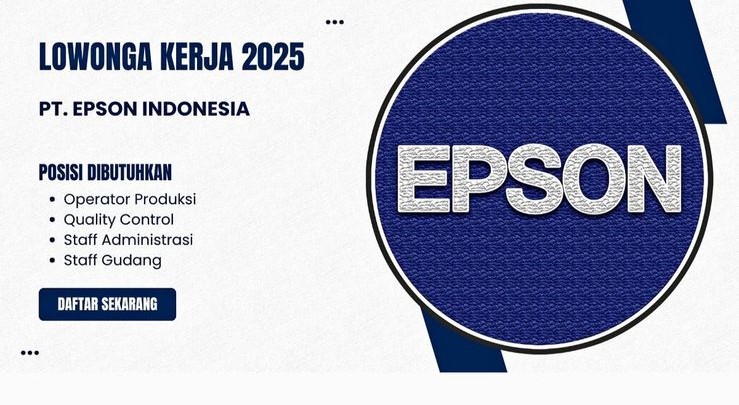 LOWONGA KERJA 2025
PT. EPSON INDONESIA
POSISI DIBUTUHKAN
• Operator Produksi
• Quality Control
• Staff Administrasi
• Staff Gudang
DAFTAR SEKARANG
EPSON